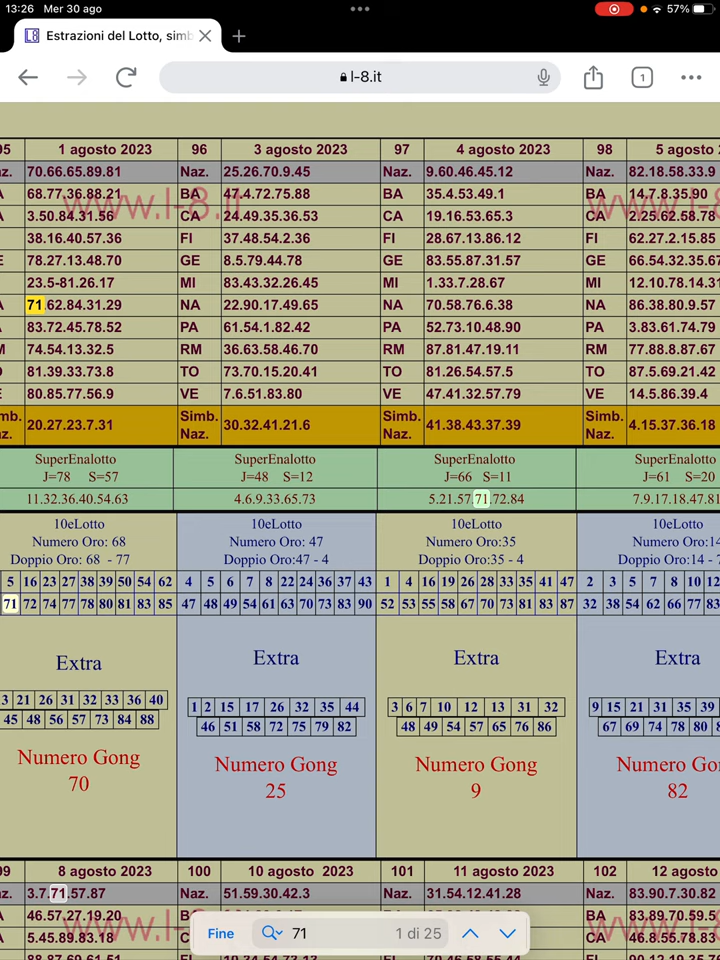 13:26 Mer 30 ago
57%
Estrazioni del Lotto, simb
l-8.it
1
95 1 agosto 2023 96 3 agosto 2023 97 4 agosto 2023 98 5 agosto
z. 70.66.65.89.81 Naz. 25.26.70.9.45 Naz. 9.60.46.45.12 Naz. 82.18.58.33.9
A 68.77.36.88.21 BA 47.4.72.75.88 BA 35.4.53.49.1 BA 14.7.8.35.90
A 3.50.84.31.56 CA 24.49.35.36.53 CA 19.16.53.65.3 CA 2.25.62.58.78
38.16.40.57.36 FI 37.48.54.2.36 FI 28.67.13.86.12 FI 62.27.2.15.85
E 78.27.13.48.70 GE 8.5.79.44.78 GE 83.55.87.31.57 GE 66.54.32.35.67
23.5-81.26.17 MI 83.43.32.26.45 MI 1.33.7.28.67 MI 12.10.78.14.31
A 71.62.84.31.29 NA 22.90.17.49.65 NA 70.58.76.6.38 NA 86.38.80.9.57
83.72.45.78.52 PA 61.54.1.82.42 PA 52.73.10.48.90 PA 3.83.61.74.79
M 74.54.13.32.5 RM 36.63.58.46.70 RM 87.81.47.19.11 RM 77.88.8.87.67
O 81.39.33.73.8 TO 73.70.15.20.41 TO 81.26.54.57.5 TO 87.5.69.21.42
E 80.85.77.56.9 VE 7.6.51.83.80 VE 47.41.32.57.79 VE 14.5.86.39.4
mb. az. 20.27.23.7.31 Simb. Naz. 30.32.41.21.6 Simb. Naz. 41.38.43.37.39 Simb. Naz. 4.15.37.36.18
www.l-8.it www.l-8
SuperEnalotto SuperEnalotto SuperEnalotto SuperEnalotto
J=78 S=57 J=48 S=12 J=66 S=11 J=61 S=20
11.32.36.40.54.63 4.6.9.33.65.73 5.21.57.71.72.84 7.9.17.18.47.81
10eLotto 10eLotto 10eLotto 10eLotto
Numero Oro: 68 Numero Oro: 47 Numero Oro:35 Numero Oro:14
Doppio Oro: 68 - 77 Doppio Oro:47 - 4 Doppio Oro:35 - 4 Doppio Oro:14 - 7
5 16 23 27 38 39 50 54 62 4 5 6 7 8 22 24 36 37 43 1 4 16 19 26 28 33 35 41 47 2 3 5 7 8 10 12
71 72 74 77 78 80 81 83 85 47 48 49 54 61 63 70 73 83 90 52 53 55 58 67 70 73 81 83 87 32 38 54 62 66 77 83
Extra Extra Extra Extra
3 21 26 31 32 33 36 40 1 2 15 17 26 32 35 44 3 6 7 10 12 13 31 32 9 15 21 31 35 39
45 48 56 57 73 84 88 46 51 58 72 75 79 82 48 49 54 57 65 76 86 67 69 74 78 80
Numero Gong Numero Gong Numero Gong Numero Gon
70 25 9 82
99 8 agosto 2023 100 10 agosto 2023 101 11 agosto 2023 102 12 agosto
z. 3.7.71.57.87 Naz. 51.59.30.42.3 Naz. 31.54.12.41.28 Naz. 83.90.7.30.82
A 46.57.27.19.20 BA 83.89.70.59.5
A 5.45.89.83.18 CA 46.8.55.78.83
Fine 71 1 di 25